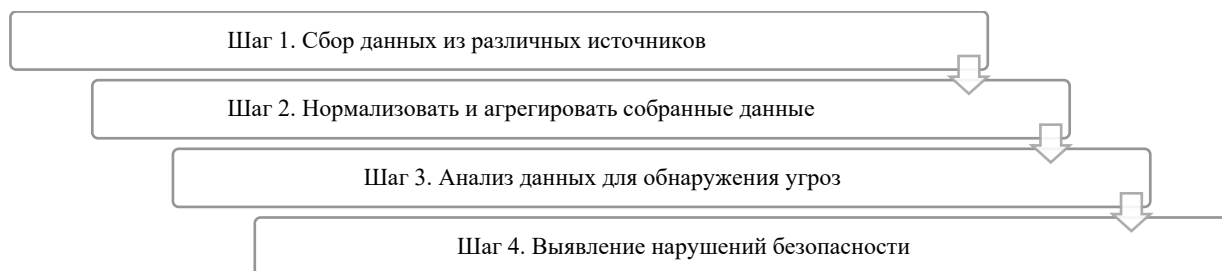 Шаг 1. Сбор данных из различных источников
Шаг 2. Нормализовать и агрегировать собранные данные
Шаг 3. Анализ данных для обнаружения угроз
Шаг 4. Выявление нарушений безопасности